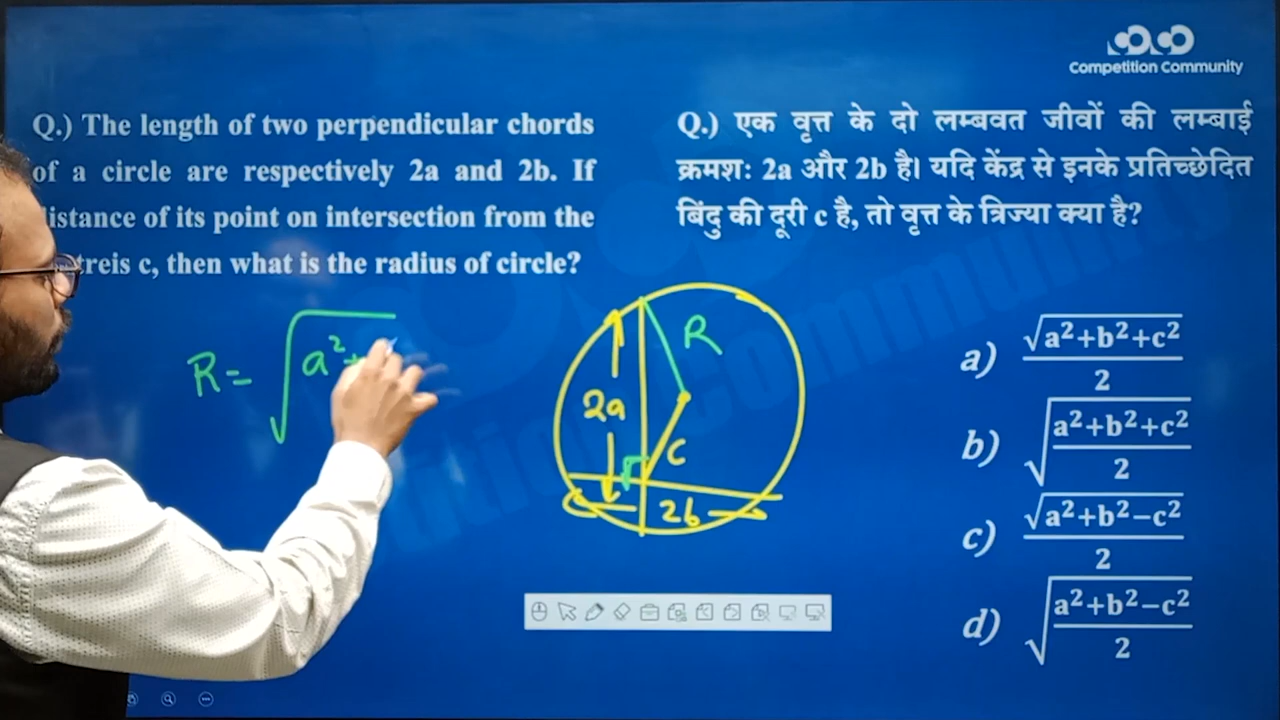 Competition Community
Q.) The length of two perpendicular chords
of a circle are respectively 2a and 2b. If
istance of its point on intersection from the
treis c, then what is the radius of circle?
Q.) एक वृत्त के दो लम्बवत जीवों की लम्बाई
क्रमश: 2a और 2b है। यदि केंद्र से इनके प्रतिच्छेदित
बिंदु की दूरी c है, तो वृत्त के त्रिज्या क्या है?
R = √a²+
R
2a
C
2b
a) √a²+b²+c² / 2
b) √(a²+b²+c² / 2)
c) √a²+b²−c² / 2
d) √(a²+b²−c² / 2)